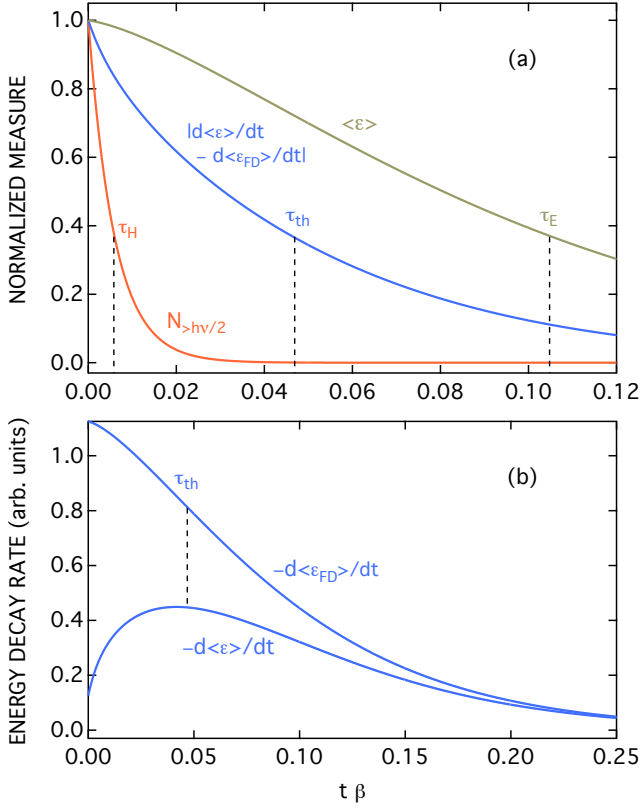 1.0
0.8
0.6
0.4
0.2
0.0
NORMALIZED MEASURE
(a)
<ε>
|d<ε>/dt
– d<ε_FD>/dt|
τ_H
τ_th
τ_E
N_>hν/2
0.00 0.02 0.04 0.06 0.08 0.10 0.12
1.0
0.8
0.6
0.4
0.2
0.0
ENERGY DECAY RATE (arb. units)
(b)
τ_th
–d<ε_FD>/dt
–d<ε>/dt
0.00 0.05 0.10 0.15 0.20 0.25
t β